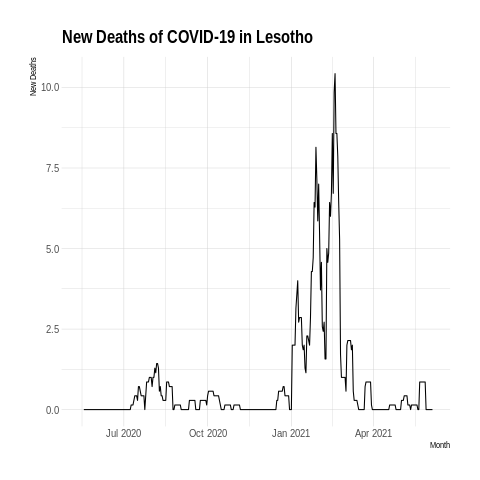 New Deaths of COVID-19 in Lesotho
New Deaths
10.0
7.5
5.0
2.5
0.0
Jul 2020 Oct 2020 Jan 2021 Apr 2021
Month